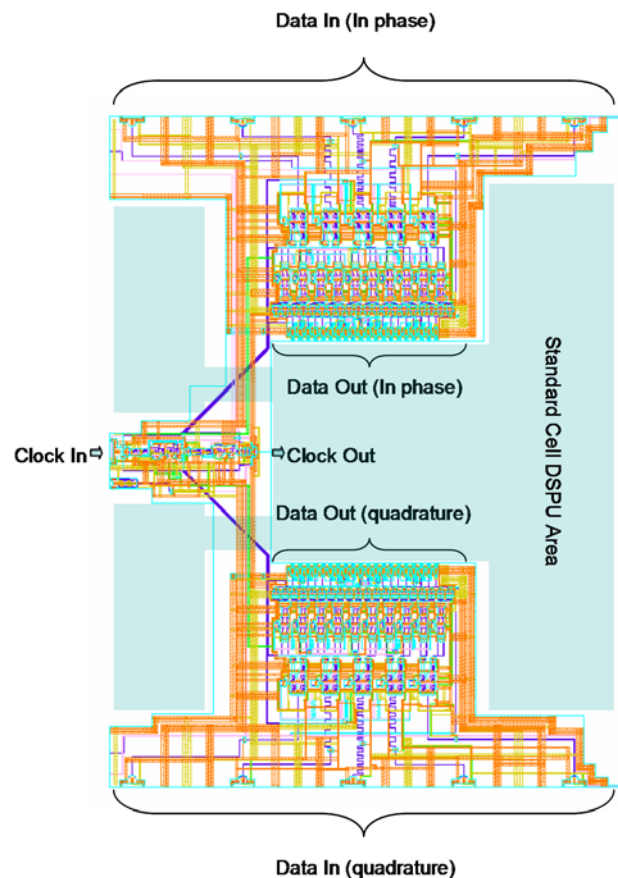 Data In (In phase)
Data Out (In phase)
Clock In
Clock Out
Data Out (quadrature)
Standard Cell DSPU Area
Data In (quadrature)